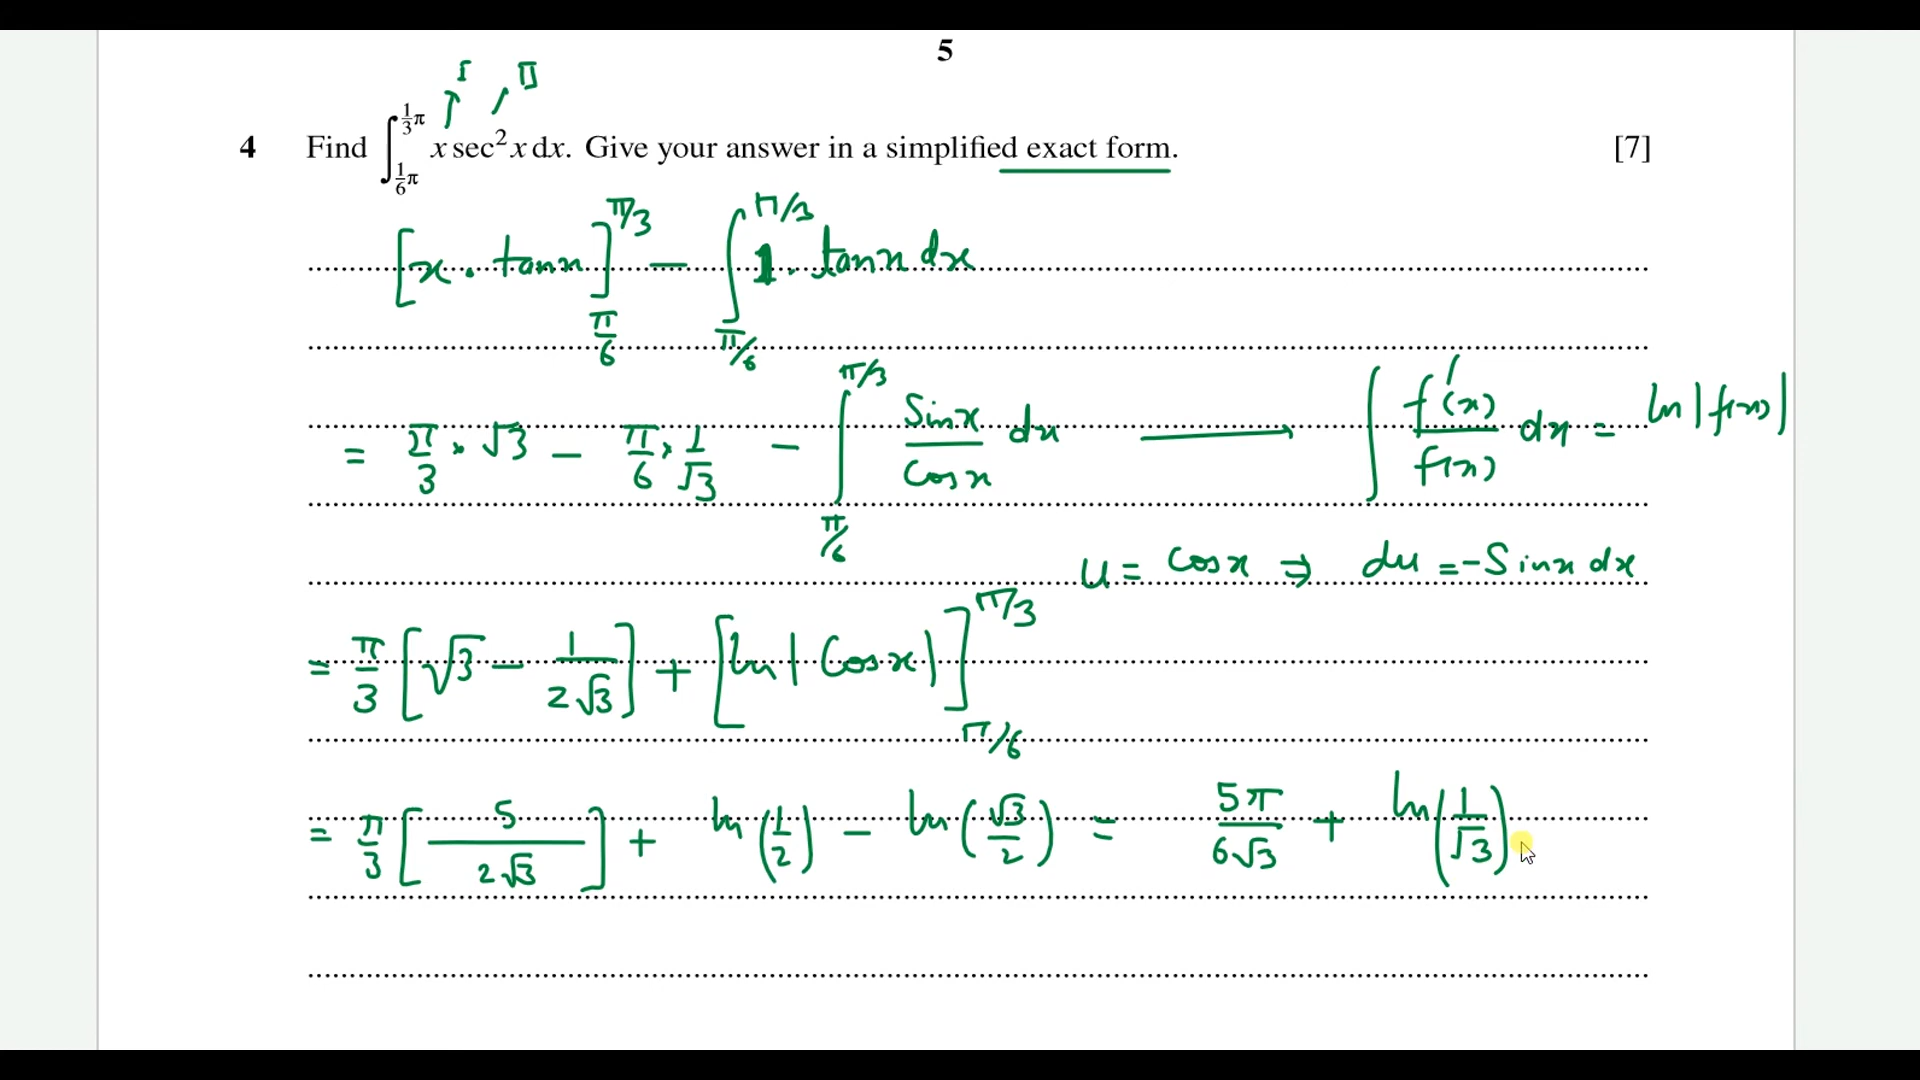 5
I II
4 Find ∫_{1/6 π}^{1/3 π} x sec² x dx. Give your answer in a simplified exact form. [7]
[x . tanx]_{π/6}^{π/3} − ∫_{π/6}^{π/3} 1 . tanx dx
= π/3 × √3 − π/6 × 1/√3 − ∫_{π/6}^{π/3} Sinx/Cosx dx ⟶ ∫ f'(x)/f(x) dx = ln|f(x)|
u = Cosx ⇒ du = −Sinx dx
= π/3 [√3 − 1/(2√3)] + [ln|Cosx|]_{π/6}^{π/3}
= π/3 [5/(2√3)] + ln(1/2) − ln(√3/2) = 5π/(6√3) + ln(1/√3)